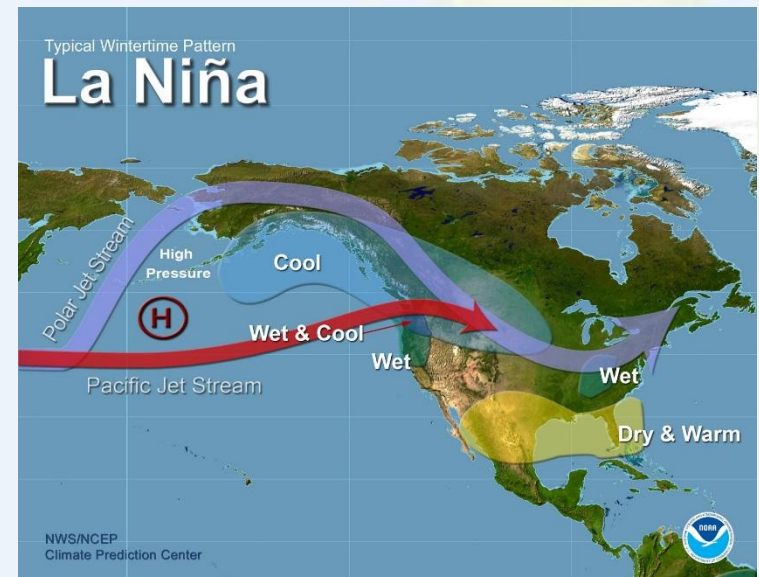 Typical Wintertime Pattern
La Niña
Polar Jet Stream
High
Pressure
H
Cool
Wet & Cool
Wet
Pacific Jet Stream
Wet
Dry & Warm
NWS/NCEP
Climate Prediction Center
NOAA